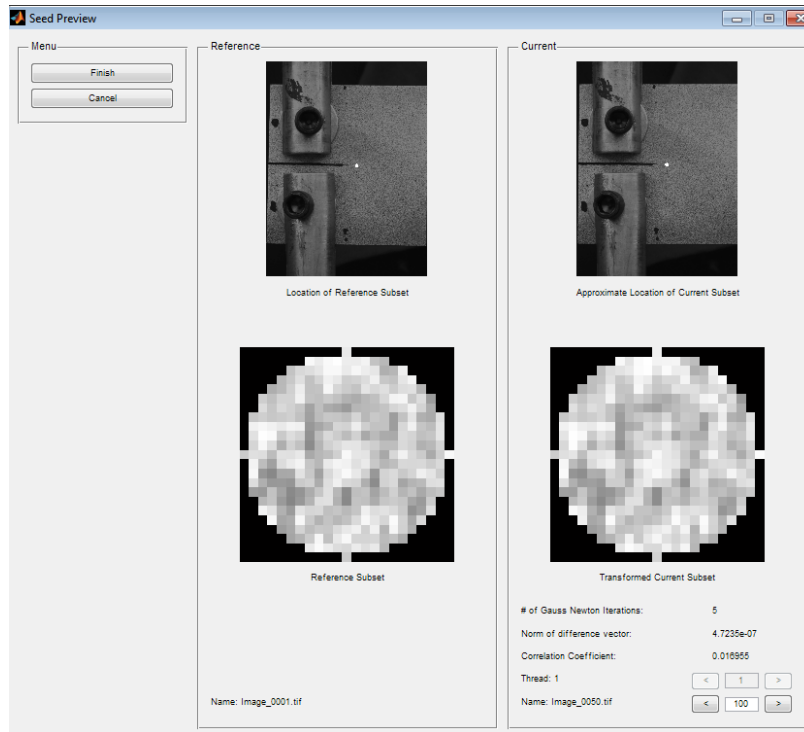 Seed Preview
Menu
Finish
Cancel
Reference
Location of Reference Subset
Reference Subset
Name: Image_0001.tif
Current
Approximate Location of Current Subset
Transformed Current Subset
# of Gauss Newton Iterations: 5
Norm of difference vector: 4.7235e-07
Correlation Coefficient: 0.016955
Thread: 1 < 1 >
Name: Image_0050.tif < 100 >